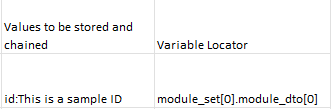 Values to be stored and
chained
Variable Locator
id:This is a sample ID
module_set[0].module_dto[0]